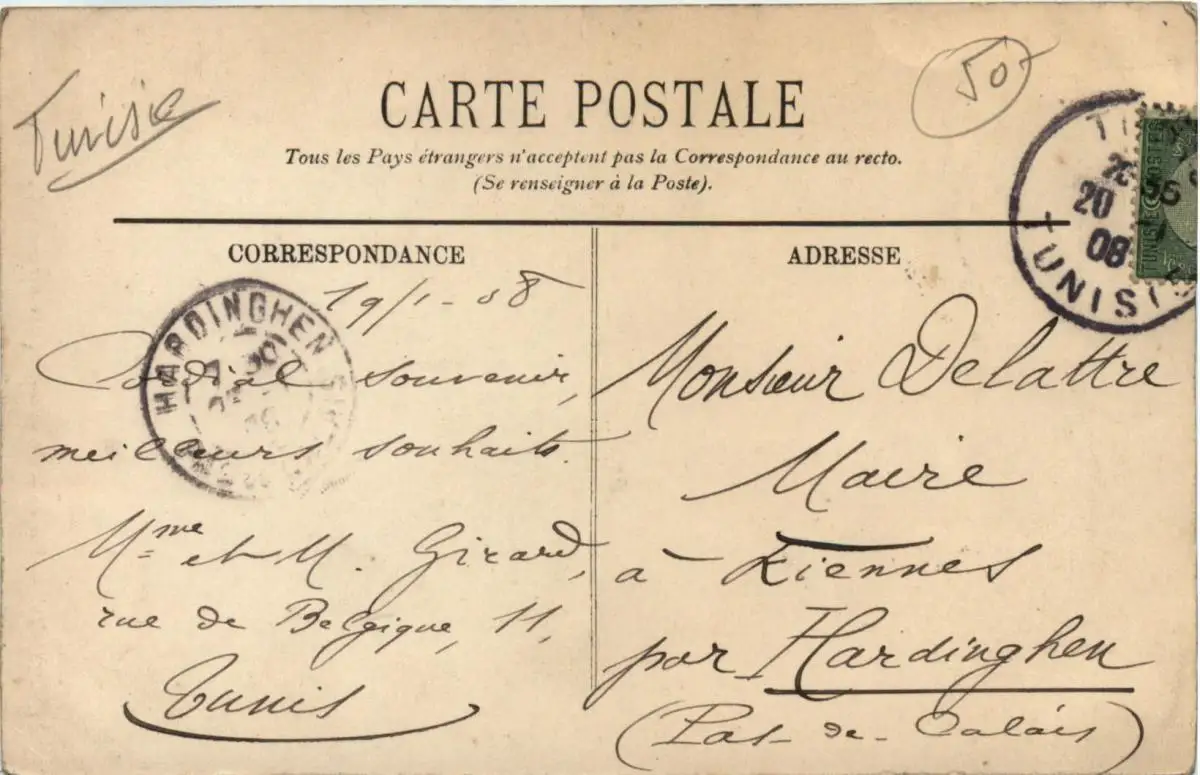 Tunisie
50
CARTE POSTALE
Tous les Pays étrangers n'acceptent pas la Correspondance au recto.
(Se renseigner à la Poste).
CORRESPONDANCE
19/1-08
Cordial souvenir,
meilleurs souhaits.
Mme et M. Girard,
rue de Belgique, 11,
Tunis
HARDINGHEN
ADRESSE
Monsieur Delattre
Maire
à Fiennes
par Hardinghen
(Pas-de-Calais)
20
08
TUNISIE
POSTES